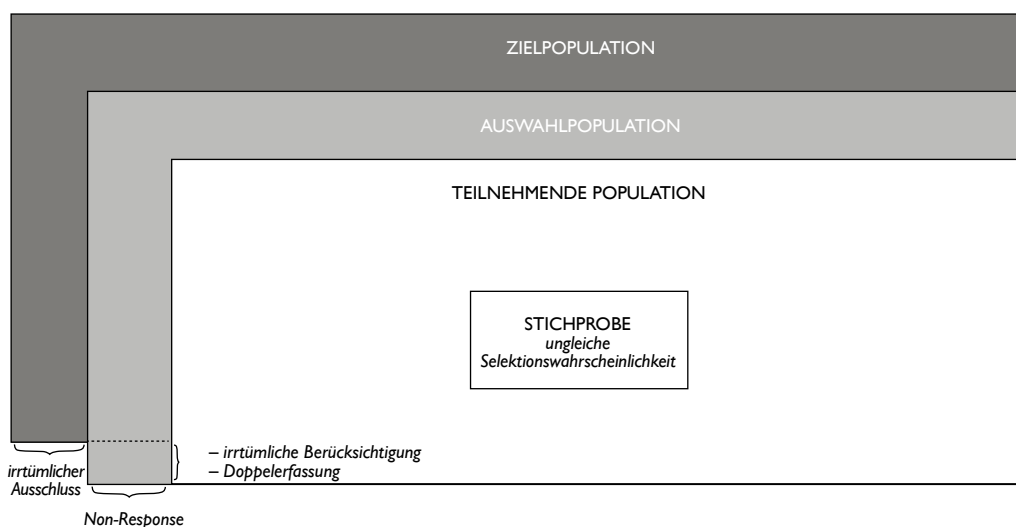 ZIELPOPULATION
AUSWAHLPOPULATION
TEILNEHMENDE POPULATION
STICHPROBE
ungleiche
Selektionswahrscheinlichkeit
– irrtümliche Berücksichtigung
– Doppelerfassung
irrtümlicher
Ausschluss
Non-Response